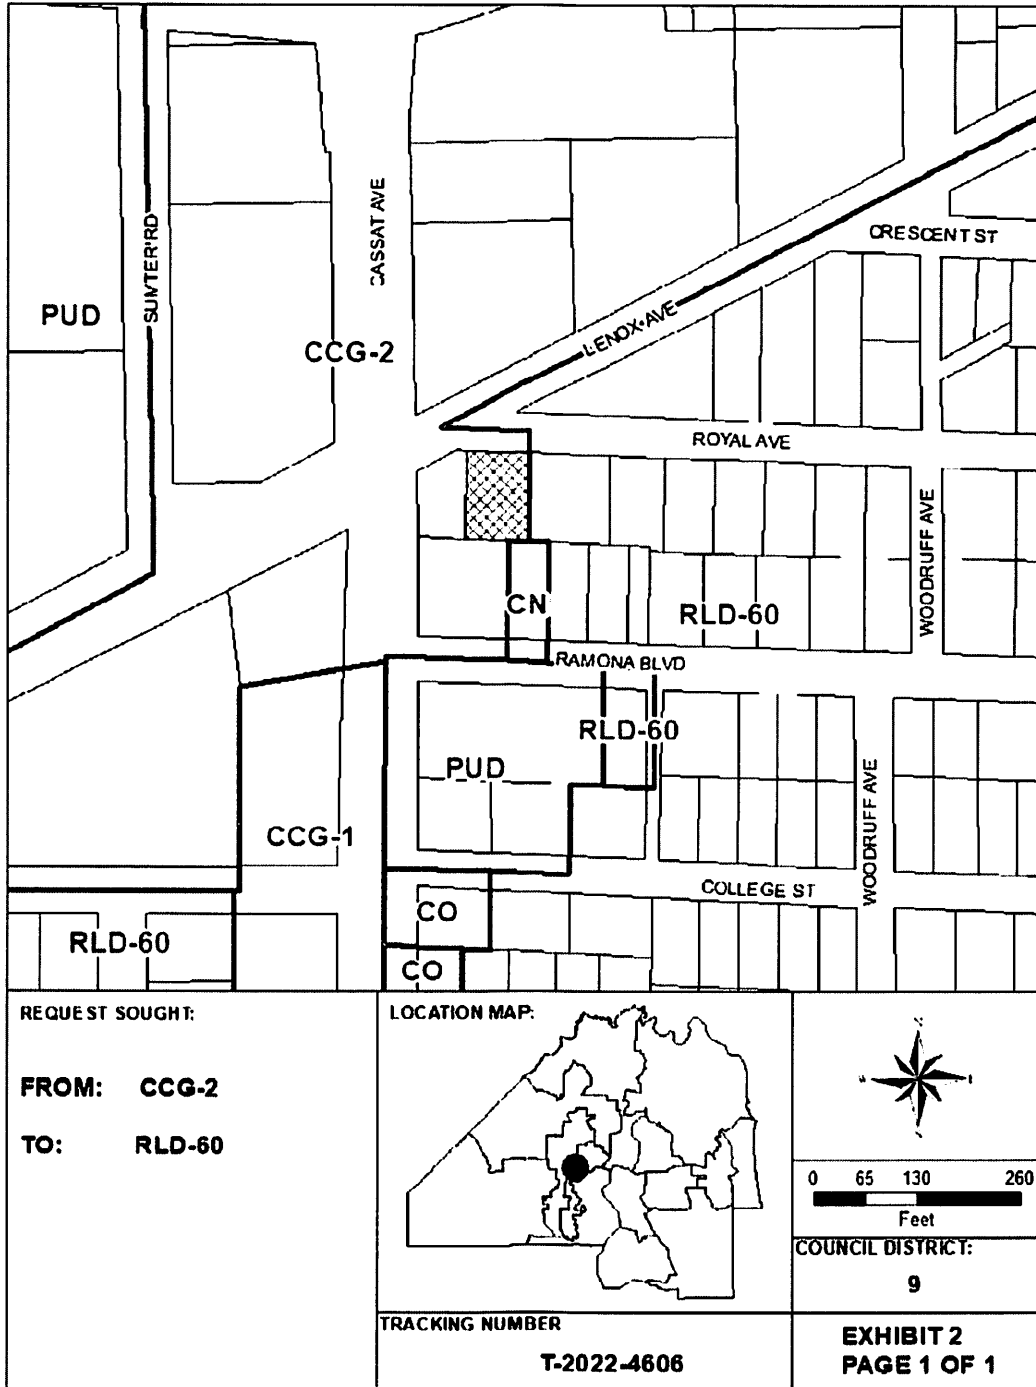 CRESCENT ST
SUMTER RD
CASSAT AVE
PUD
LENOX AVE
CCG-2
ROYAL AVE
WOODRUFF AVE
CN
RLD-60
RAMONA BLVD
RLD-60
PUD
WOODRUFF AVE
CCG-1
COLLEGE ST
CO
RLD-60
CO
REQUEST SOUGHT:
FROM: CCG-2
TO: RLD-60
LOCATION MAP:
0 65 130 260
Feet
COUNCIL DISTRICT:
9
TRACKING NUMBER
T-2022-4606
EXHIBIT 2
PAGE 1 OF 1